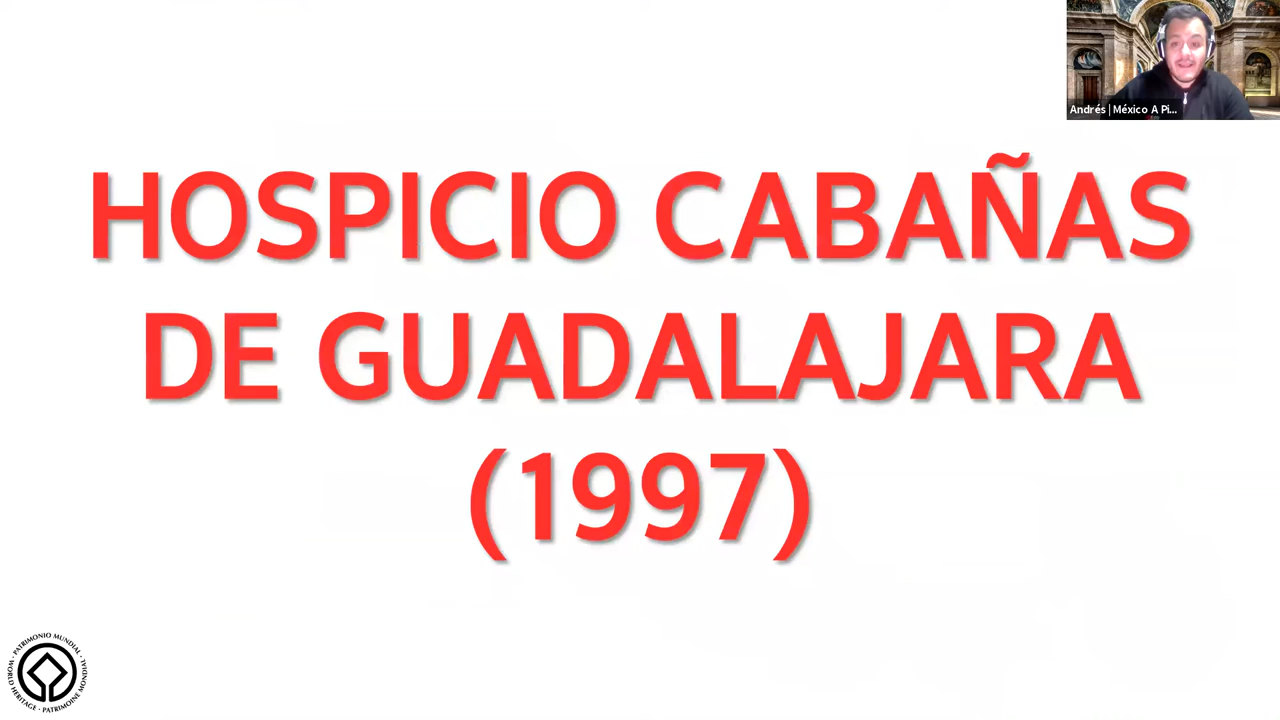 Andrés | México A Pi...
HOSPICIO CABAÑAS
DE GUADALAJARA
(1997)
PATRIMONIO MUNDIAL • WORLD HERITAGE • PATRIMOINE MONDIAL •